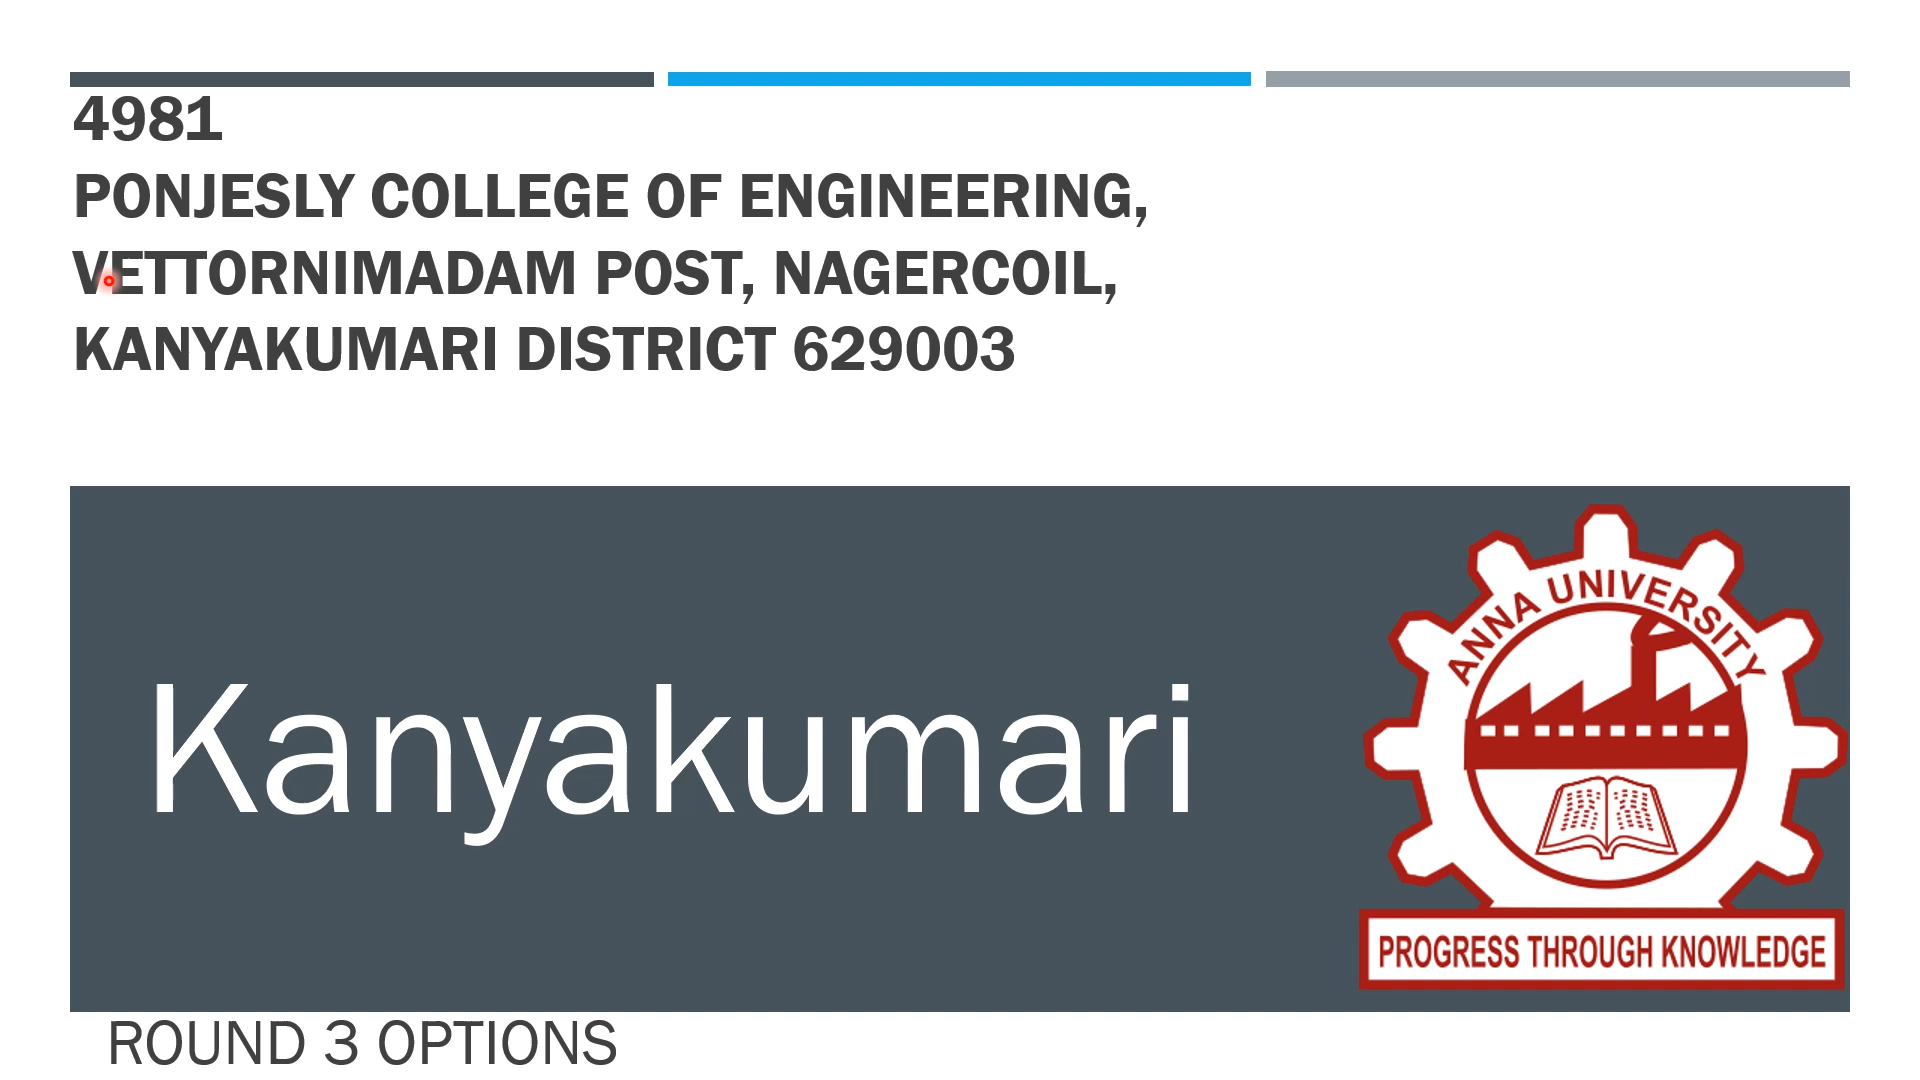 4981
PONJESLY COLLEGE OF ENGINEERING,
VETTORNIMADAM POST, NAGERCOIL,
KANYAKUMARI DISTRICT 629003
Kanyakumari
ANNA UNIVERSITY
PROGRESS THROUGH KNOWLEDGE
ROUND 3 OPTIONS